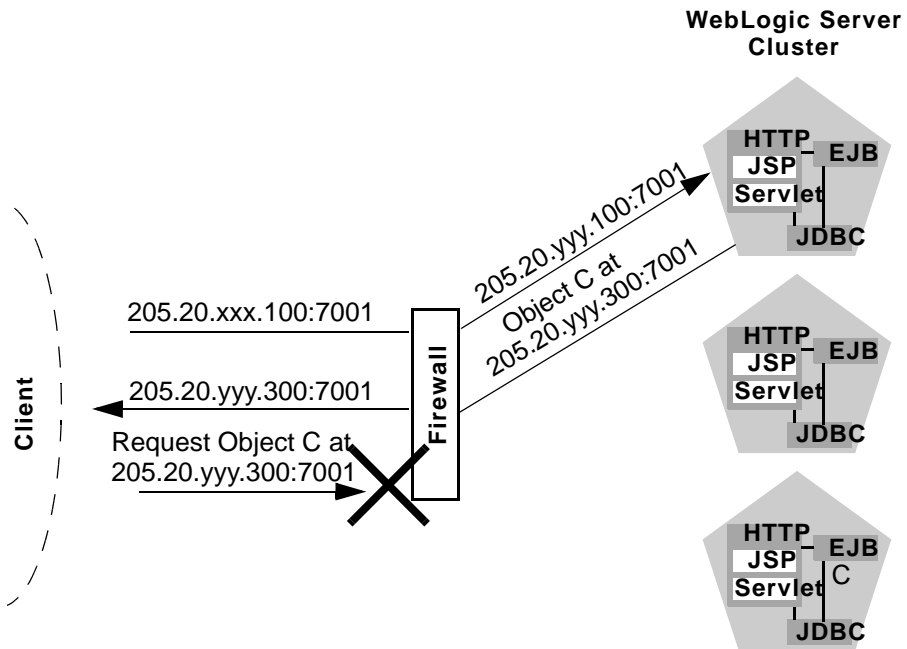 WebLogic Server
Cluster
HTTP
JSP
Servlet
EJB
JDBC
205.20.yyy.100:7001
Object C at
205.20.yyy.300:7001
205.20.xxx.100:7001
205.20.yyy.300:7001
Request Object C at
205.20.yyy.300:7001
Client
Firewall
HTTP
JSP
Servlet
EJB
JDBC
HTTP
JSP
Servlet
EJB
C
JDBC